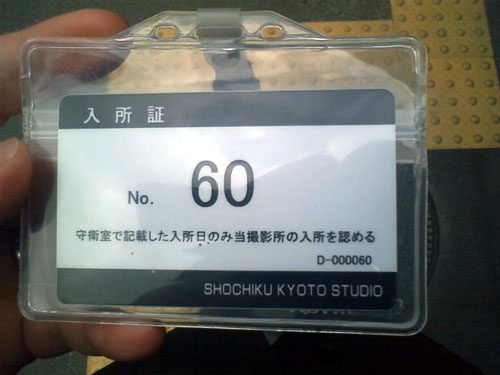 入所証
No. 60
守衛室で記載した入所日のみ当撮影所の入所を認める
D-000060
SHOCHIKU KYOTO STUDIO